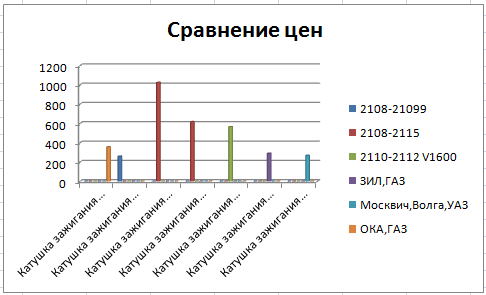 Сравнение цен
1200
1000
800
600
400
200
0
Катушка зажигания...
Катушка зажигания...
Катушка зажигания...
Катушка зажигания...
Катушка зажигания...
Катушка зажигания...
Катушка зажигания...
2108-21099
2108-2115
2110-2112 V1600
ЗИЛ,ГАЗ
Москвич,Волга,УАЗ
ОКА,ГАЗ